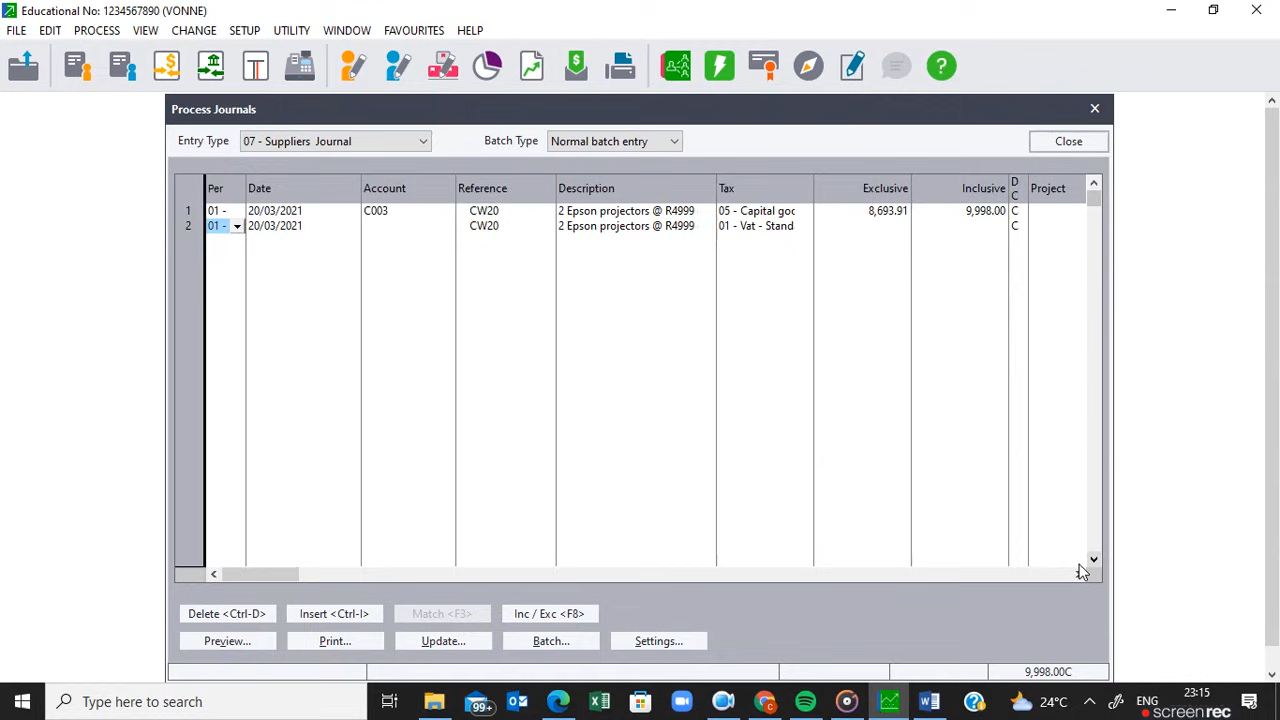 Educational No: 1234567890 (VONNE)
FILE EDIT PROCESS VIEW CHANGE SETUP UTILITY WINDOW FAVOURITES HELP
Process Journals
Entry Type 07 - Suppliers Journal Batch Type Normal batch entry Close
Per Date Account Reference Description Tax Exclusive Inclusive D C Project
1 01 - 20/03/2021 C003 CW20 2 Epson projectors @ R4999 05 - Capital goc 8,693.91 9,998.00 C
2 01 - 20/03/2021 CW20 2 Epson projectors @ R4999 01 - Vat - Stand C
Delete <Ctrl-D> Insert <Ctrl-I> Match <F3> Inc / Exc <F8>
Preview... Print... Update... Batch... Settings...
9,998.00C
Type here to search 99+ 24°C ENG 23:15
screenrec